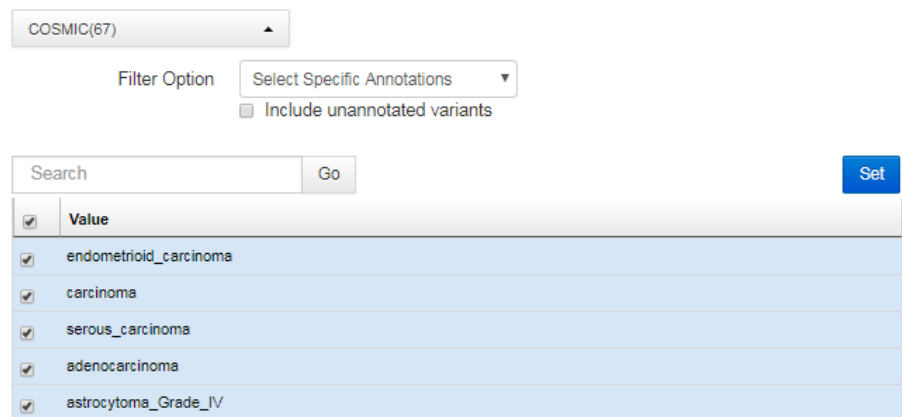 COSMIC(67)
Filter Option Select Specific Annotations
Include unannotated variants
Search Go Set
Value
endometrioid_carcinoma
carcinoma
serous_carcinoma
adenocarcinoma
astrocytoma_Grade_IV